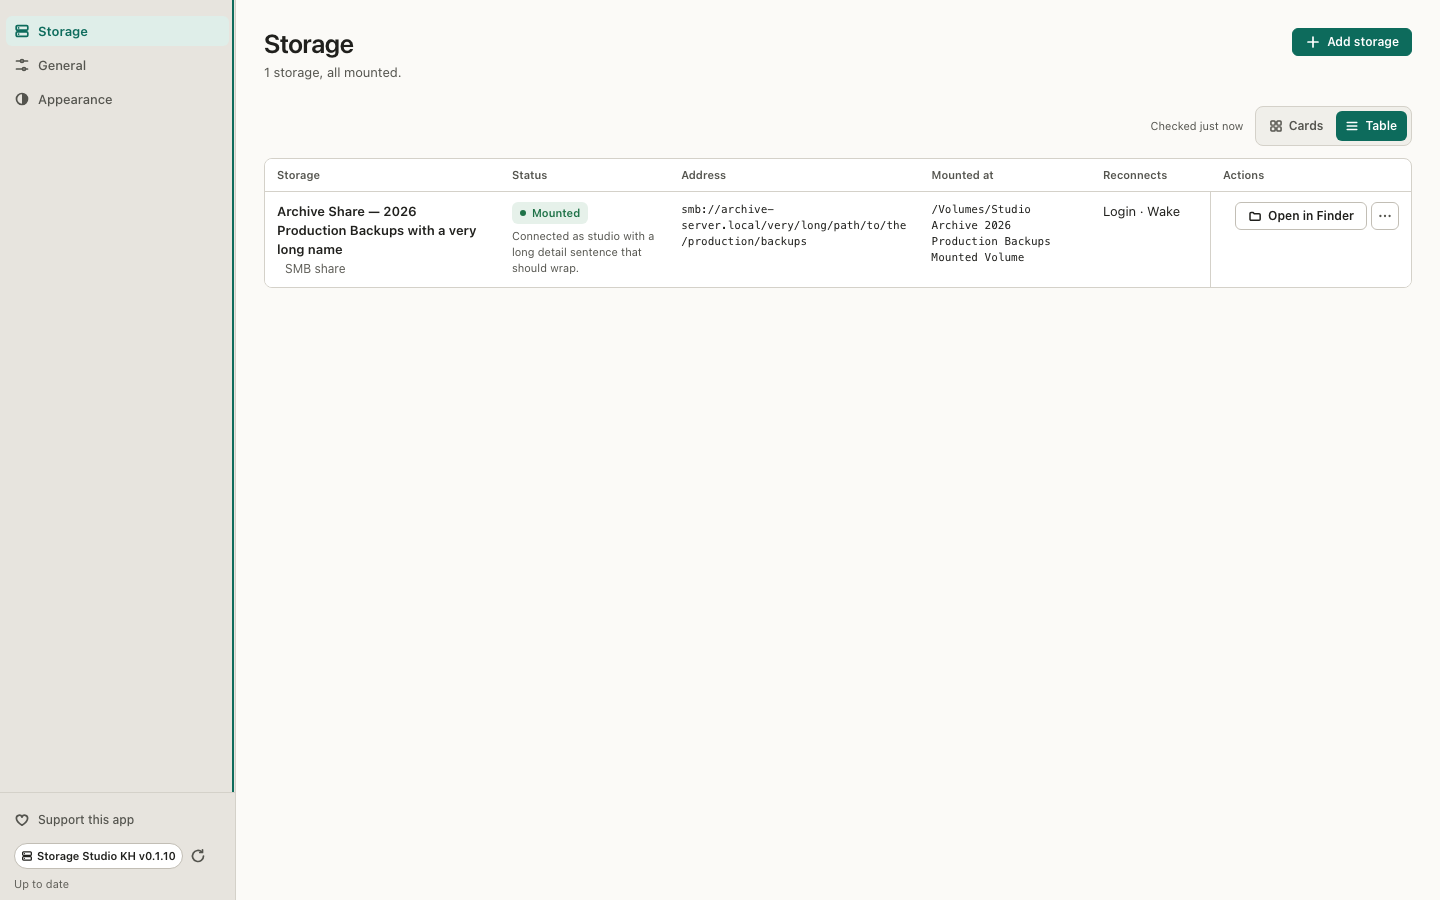 Storage
General
Appearance
Support this app
Storage Studio KH v0.1.10
Up to date
Storage
1 storage, all mounted.
Add storage
Checked just now
Cards
Table
Storage
Status
Address
Mounted at
Reconnects
Actions
Archive Share — 2026
Production Backups with a very
long name
SMB share
Mounted
Connected as studio with a
long detail sentence that
should wrap.
smb://archive-
server.local/very/long/path/to/the
/production/backups
/Volumes/Studio
Archive 2026
Production Backups
Mounted Volume
Login · Wake
Open in Finder